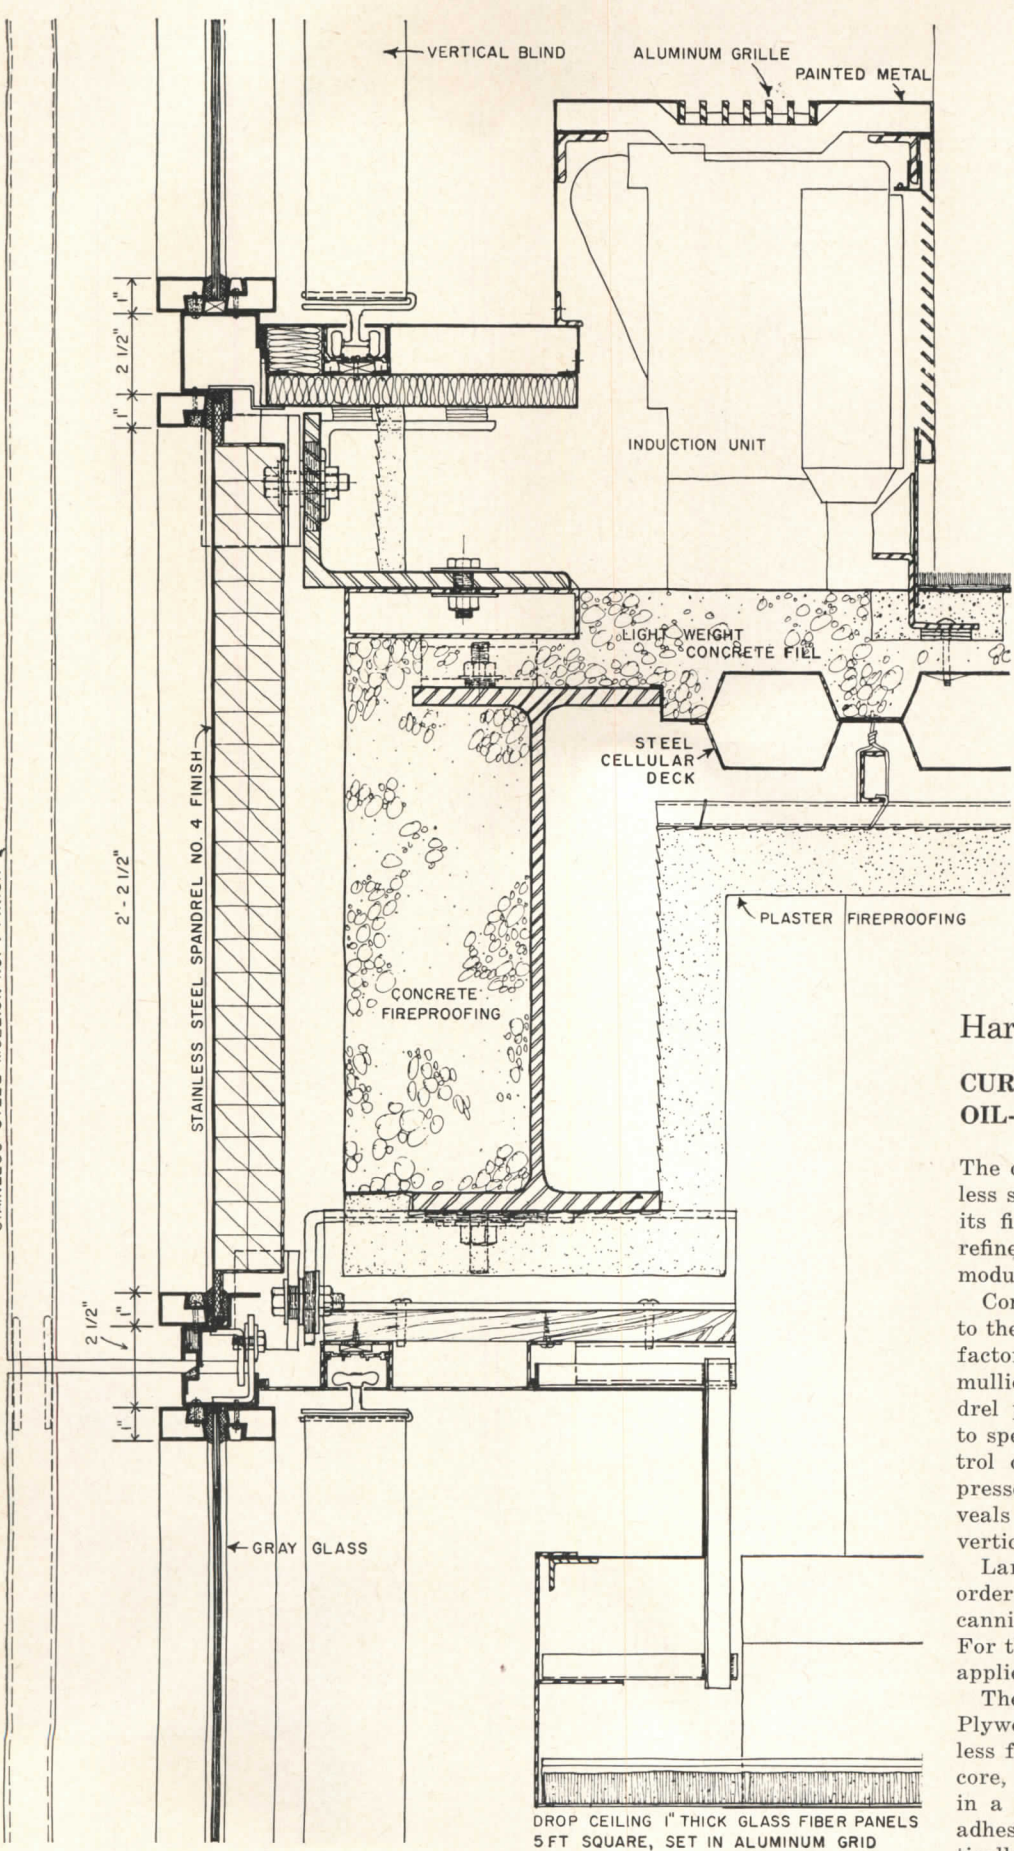 VERTICAL BLIND
ALUMINUM GRILLE
PAINTED METAL
1"
2 1/2"
1"
INDUCTION UNIT
LIGHT WEIGHT
CONCRETE FILL
STEEL
CELLULAR
DECK
STAINLESS STEEL SPANDREL NO. 4 FINISH
2'- 2 1/2"
PLASTER FIREPROOFING
CONCRETE
FIREPROOFING
1"
2 1/2"
1"
GRAY GLASS
DROP CEILING 1" THICK GLASS FIBER PANELS
5 FT SQUARE, SET IN ALUMINUM GRID
Har
CUR
OIL-
The
less s
its fi
refine
modu
Cor
to the
factor
mullio
drel
to spe
trol
presse
veals
vertic
Lar
order
canni
For t
applic
The
Plywo
less f
core,
in a
adhes